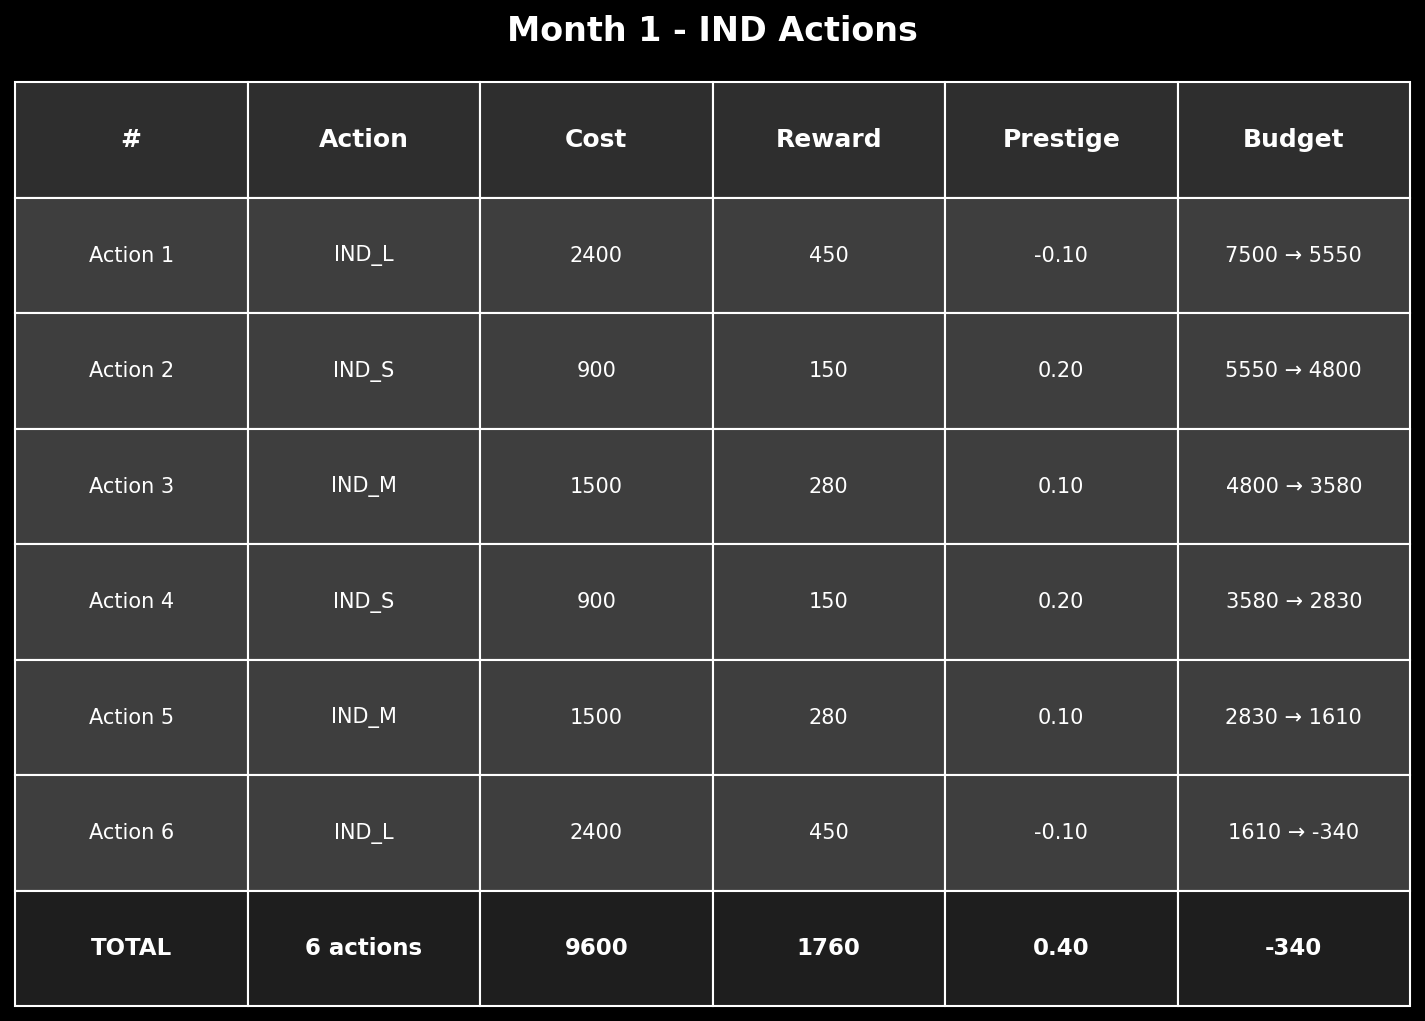 Month 1 - IND Actions
# Action Cost Reward Prestige Budget
Action 1 IND_L 2400 450 -0.10 7500 → 5550
Action 2 IND_S 900 150 0.20 5550 → 4800
Action 3 IND_M 1500 280 0.10 4800 → 3580
Action 4 IND_S 900 150 0.20 3580 → 2830
Action 5 IND_M 1500 280 0.10 2830 → 1610
Action 6 IND_L 2400 450 -0.10 1610 → -340
TOTAL 6 actions 9600 1760 0.40 -340